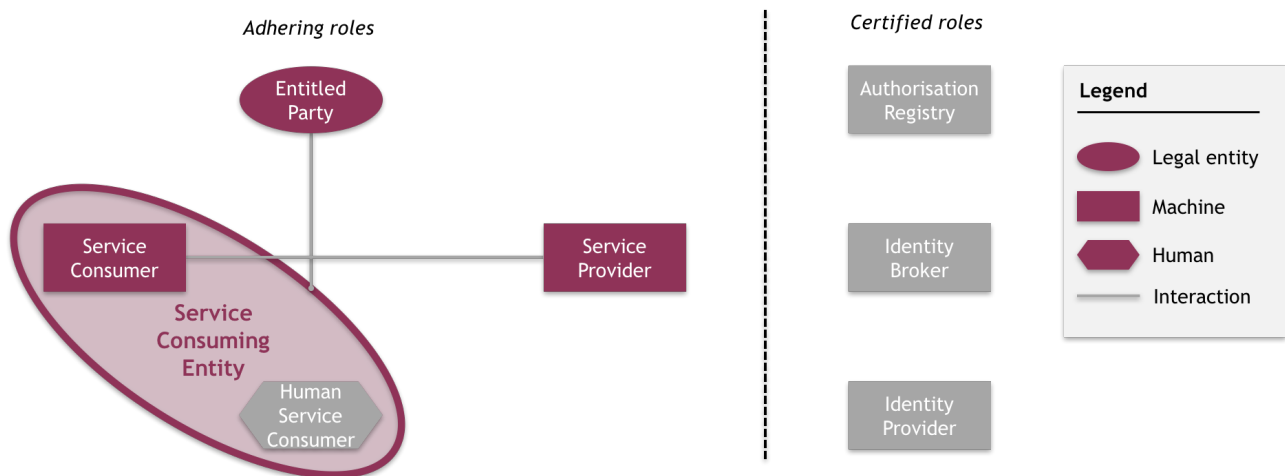 Adhering roles
Certified roles
Entitled
Party
Authorisation
Registry
Legend
Legal entity
Machine
Human
Interaction
Service
Consumer
Service
Provider
Identity
Broker
Service
Consuming
Entity
Human
Service
Consumer
Identity
Provider